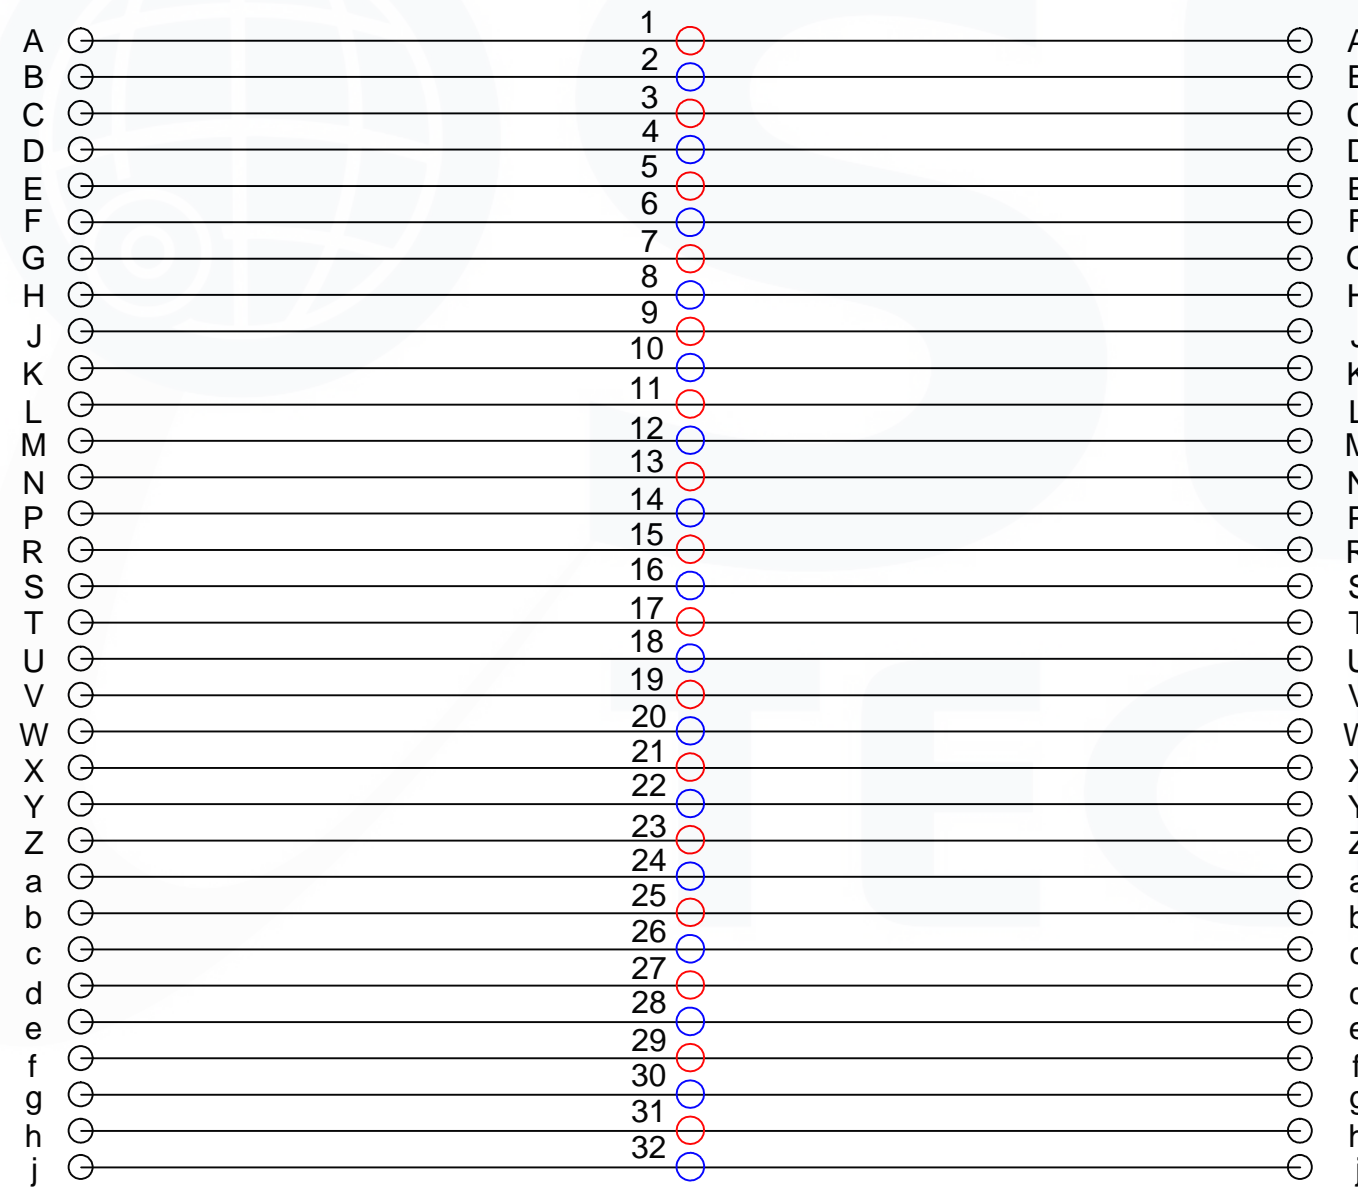 1
A A
2
B B
3
C C
4
D D
5
E E
6
F F
7
G G
8
H H
9
J J
10
K K
11
L L
12
M M
13
N N
14
P P
15
R R
16
S S
17
T T
18
U U
19
V V
20
W W
21
X X
22
Y Y
23
Z Z
24
a a
25
b b
26
c c
27
d d
28
e e
29
f f
30
g g
31
h h
32
j j